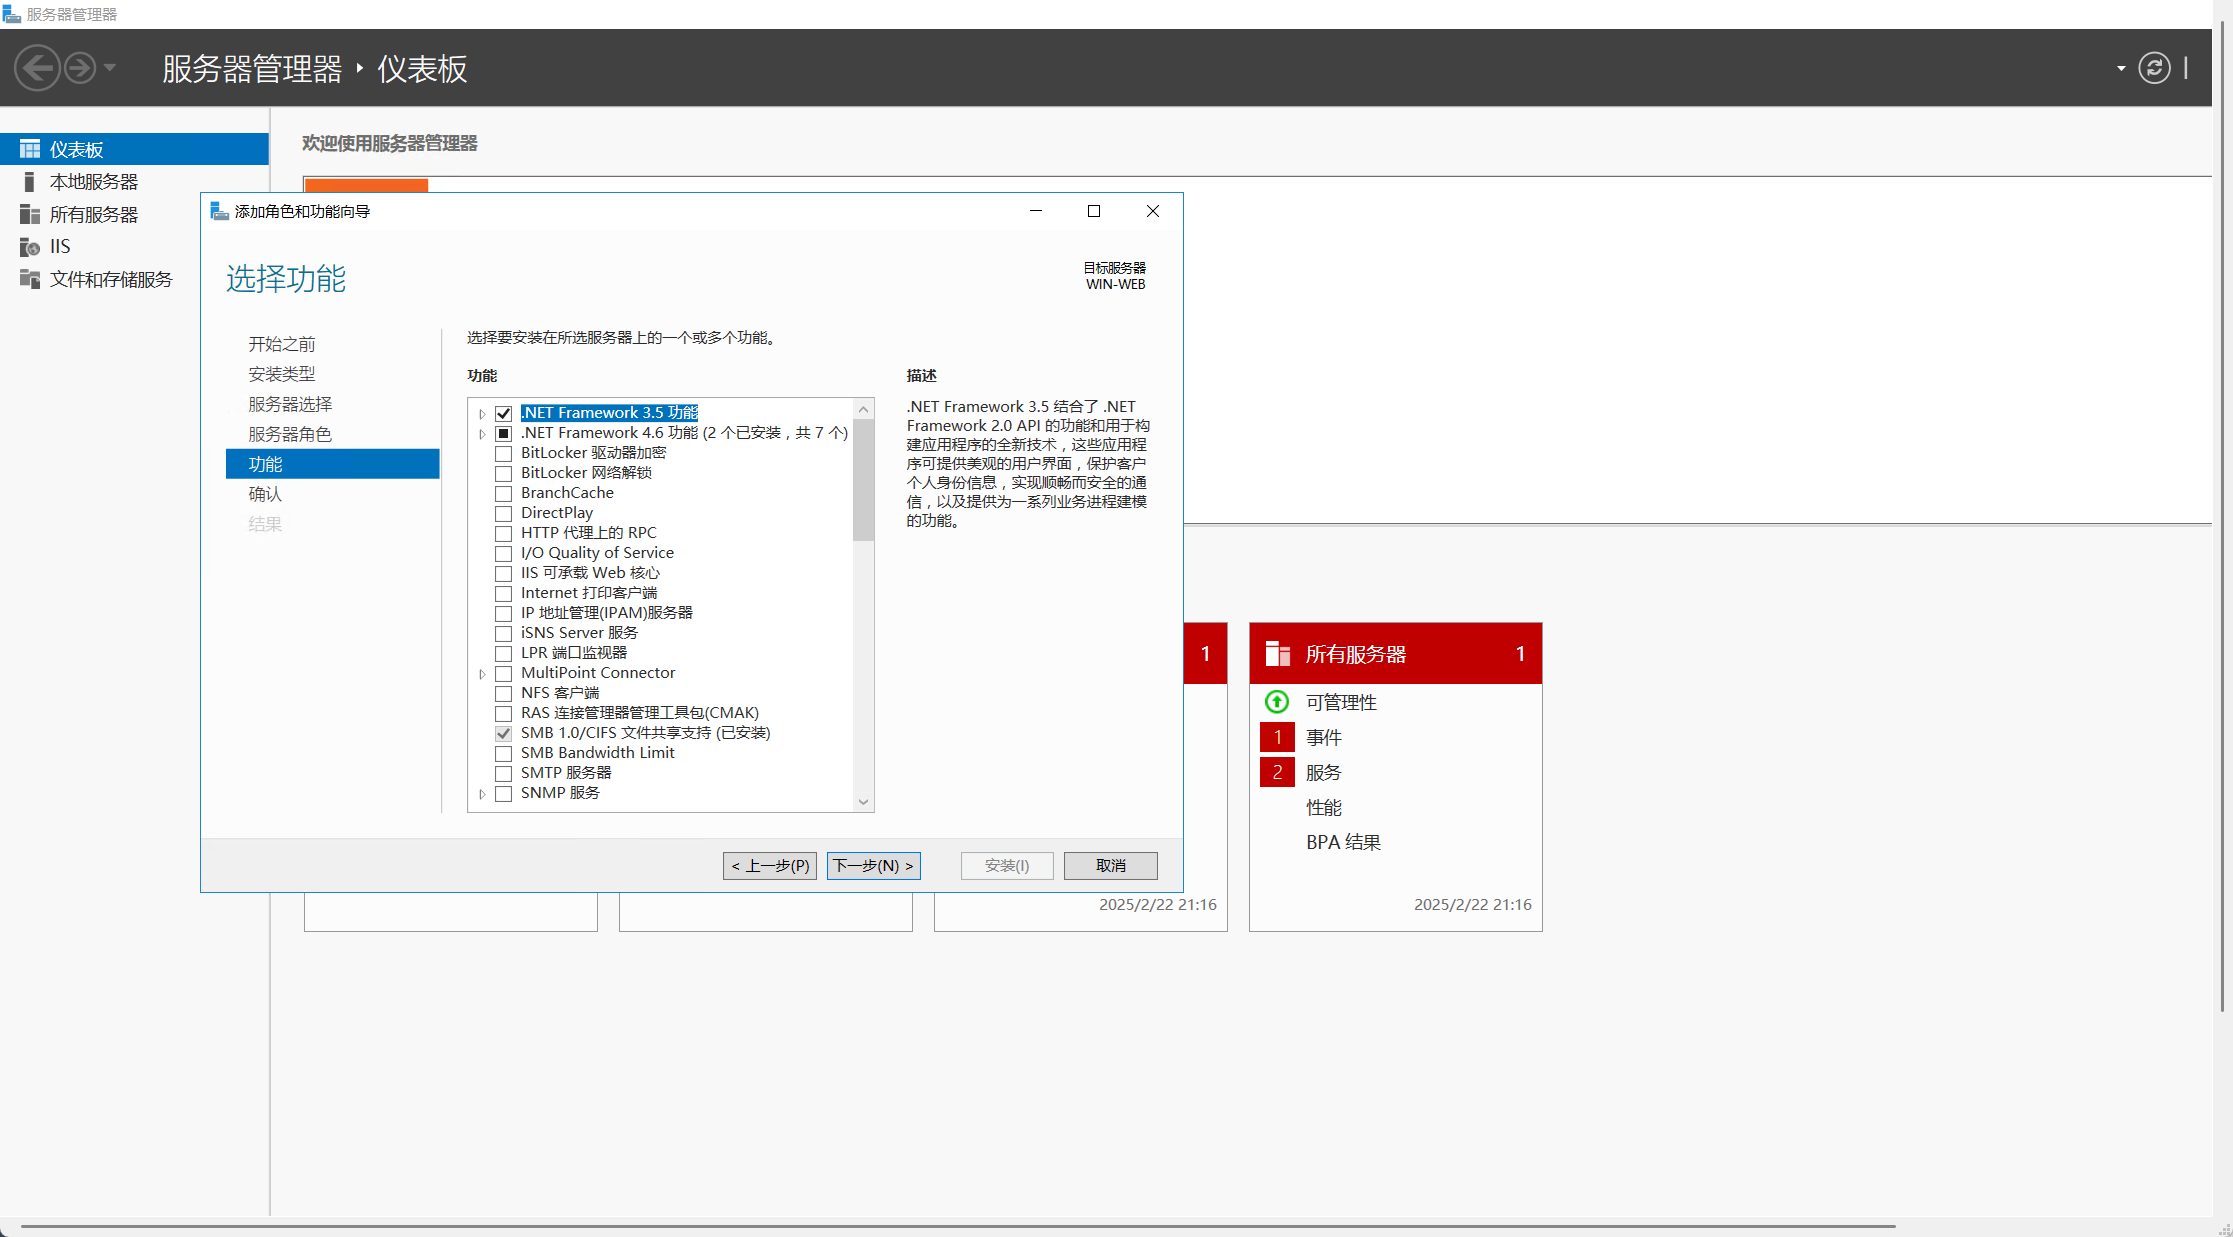 服务器管理器
服务器管理器 ‣ 仪表板
仪表板
本地服务器
所有服务器
IIS
文件和存储服务
欢迎使用服务器管理器
添加角色和功能向导
选择功能
目标服务器
WIN-WEB
开始之前
安装类型
服务器选择
服务器角色
功能
确认
结果
选择要安装在所选服务器上的一个或多个功能。
功能
.NET Framework 3.5 功能
.NET Framework 4.6 功能 (2 个已安装，共 7 个)
BitLocker 驱动器加密
BitLocker 网络解锁
BranchCache
DirectPlay
HTTP 代理上的 RPC
I/O Quality of Service
IIS 可承载 Web 核心
Internet 打印客户端
IP 地址管理(IPAM)服务器
iSNS Server 服务
LPR 端口监视器
MultiPoint Connector
NFS 客户端
RAS 连接管理器管理工具包(CMAK)
SMB 1.0/CIFS 文件共享支持 (已安装)
SMB Bandwidth Limit
SMTP 服务器
SNMP 服务
描述
.NET Framework 3.5 结合了 .NET
Framework 2.0 API 的功能和用于构
建应用程序的全新技术，这些应用程
序可提供美观的用户界面，保护客户
个人身份信息，实现顺畅而安全的通
信，以及提供为一系列业务进程建模
的功能。
< 上一步(P)
下一步(N) >
安装(I)
取消
1
2025/2/22 21:16
所有服务器 1
可管理性
1 事件
2 服务
性能
BPA 结果
2025/2/22 21:16